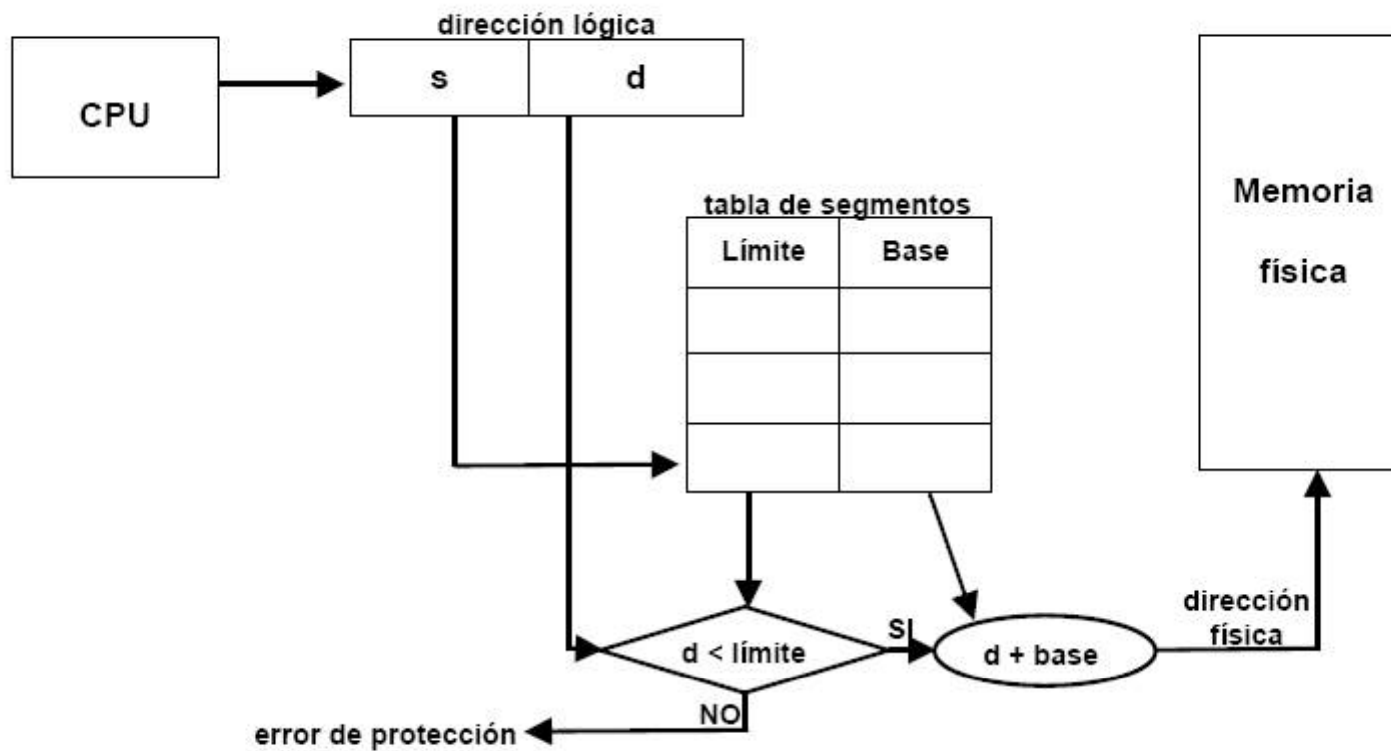 dirección lógica
CPU
s
d
tabla de segmentos
Límite
Base
Memoria
física
d < límite
SI
d + base
dirección
física
NO
error de protección